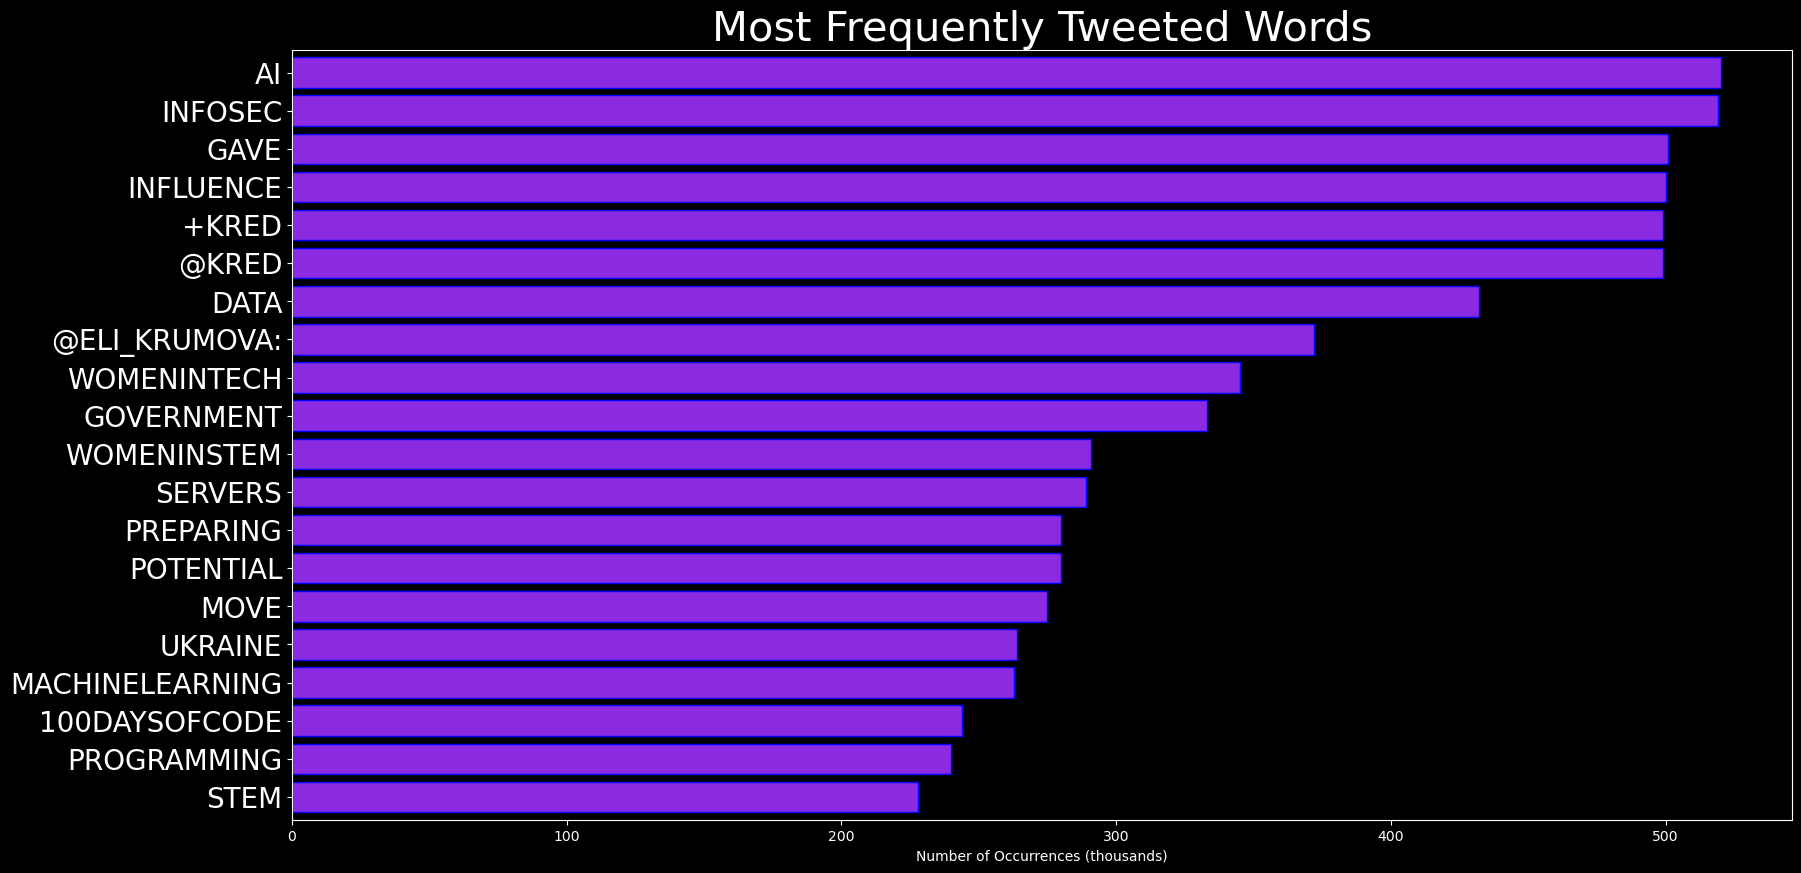 Most Frequently Tweeted Words
AI
INFOSEC
GAVE
INFLUENCE
+KRED
@KRED
DATA
@ELI_KRUMOVA:
WOMENINTECH
GOVERNMENT
WOMENINSTEM
SERVERS
PREPARING
POTENTIAL
MOVE
UKRAINE
MACHINELEARNING
100DAYSOFCODE
PROGRAMMING
STEM
0 100 200 300 400 500
Number of Occurrences (thousands)